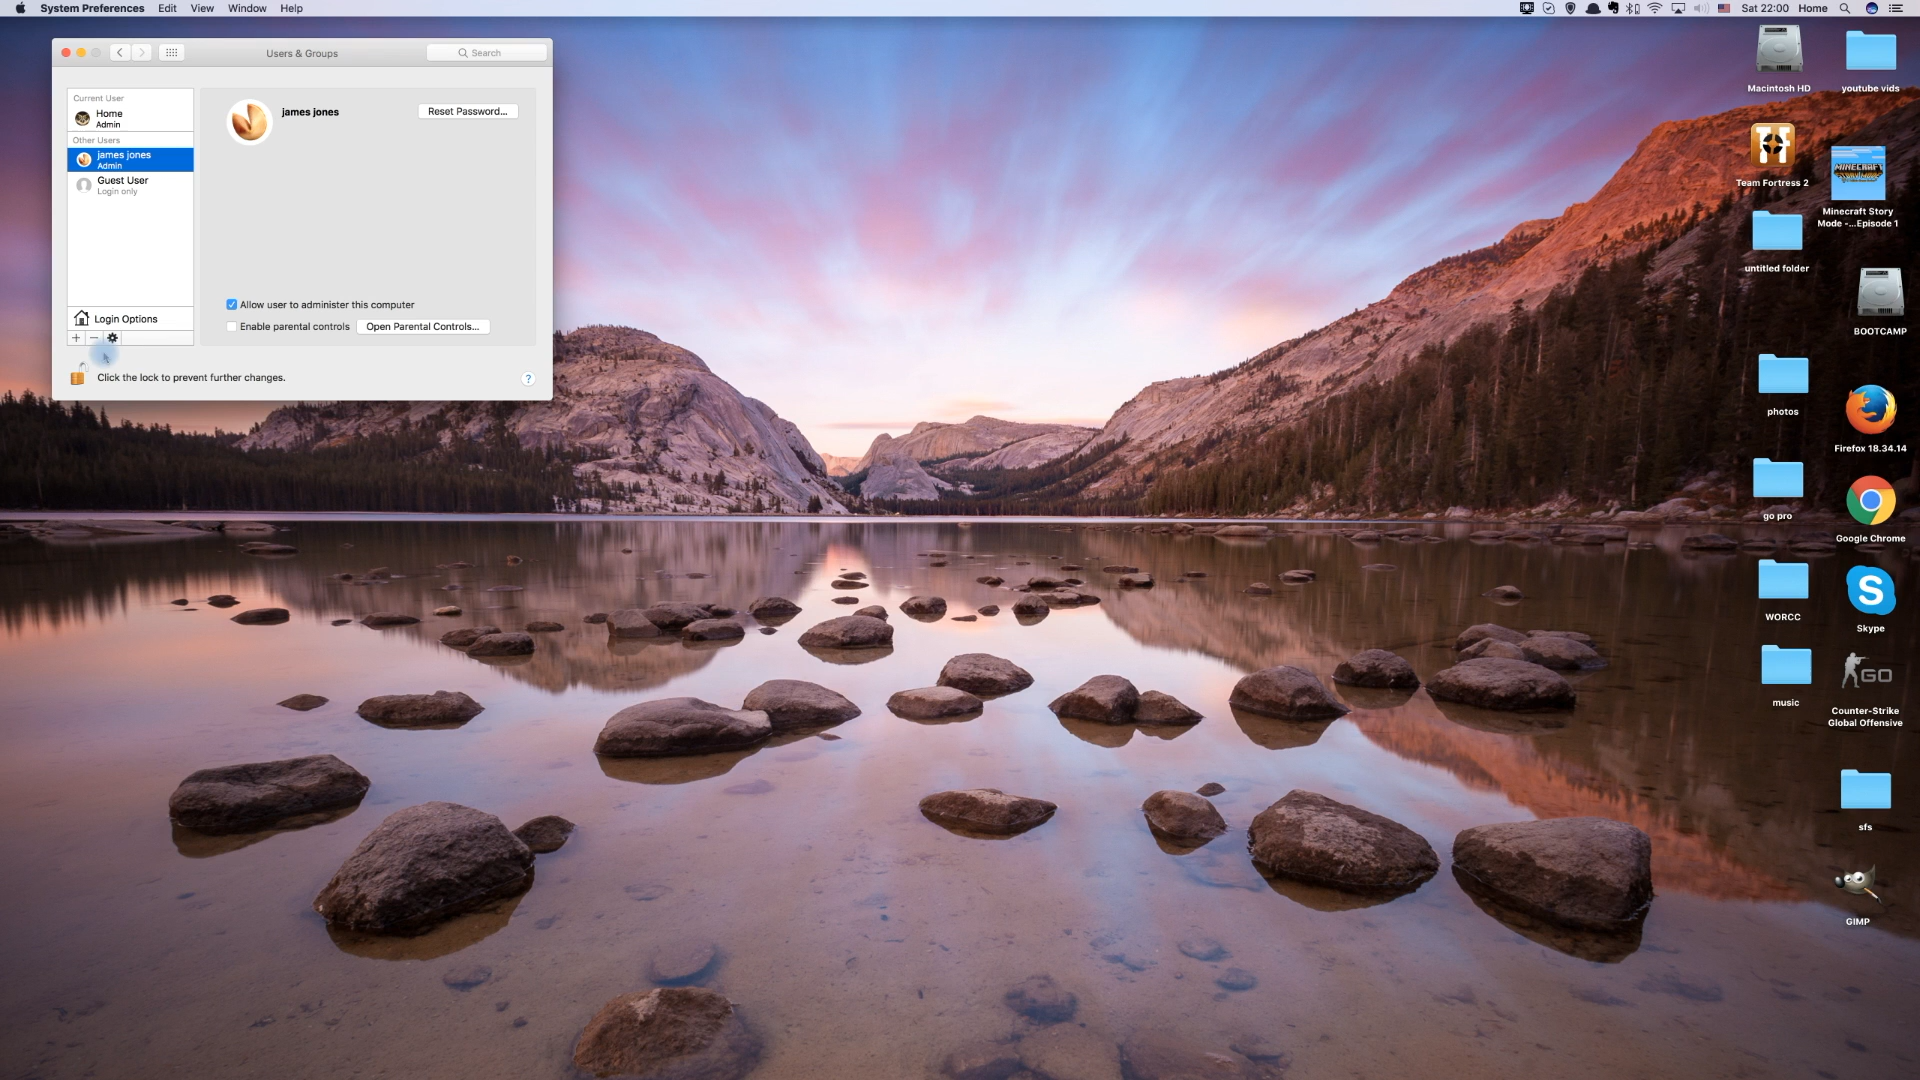 System Preferences Edit View Window Help
Sat 22:00 Home
Users & Groups
Search
Current User
Home
Admin
Other Users
james jones
Admin
Guest User
Login only
Login Options
james jones
Reset Password...
Allow user to administer this computer
Enable parental controls
Open Parental Controls...
Click the lock to prevent further changes.
?
Macintosh HD
youtube vids
Team Fortress 2
MINECRAFT
Minecraft Story
Mode -...Episode 1
untitled folder
BOOTCAMP
photos
Firefox 18.34.14
go pro
Google Chrome
WORCC
S
Skype
music
GO
Counter-Strike
Global Offensive
sfs
GIMP